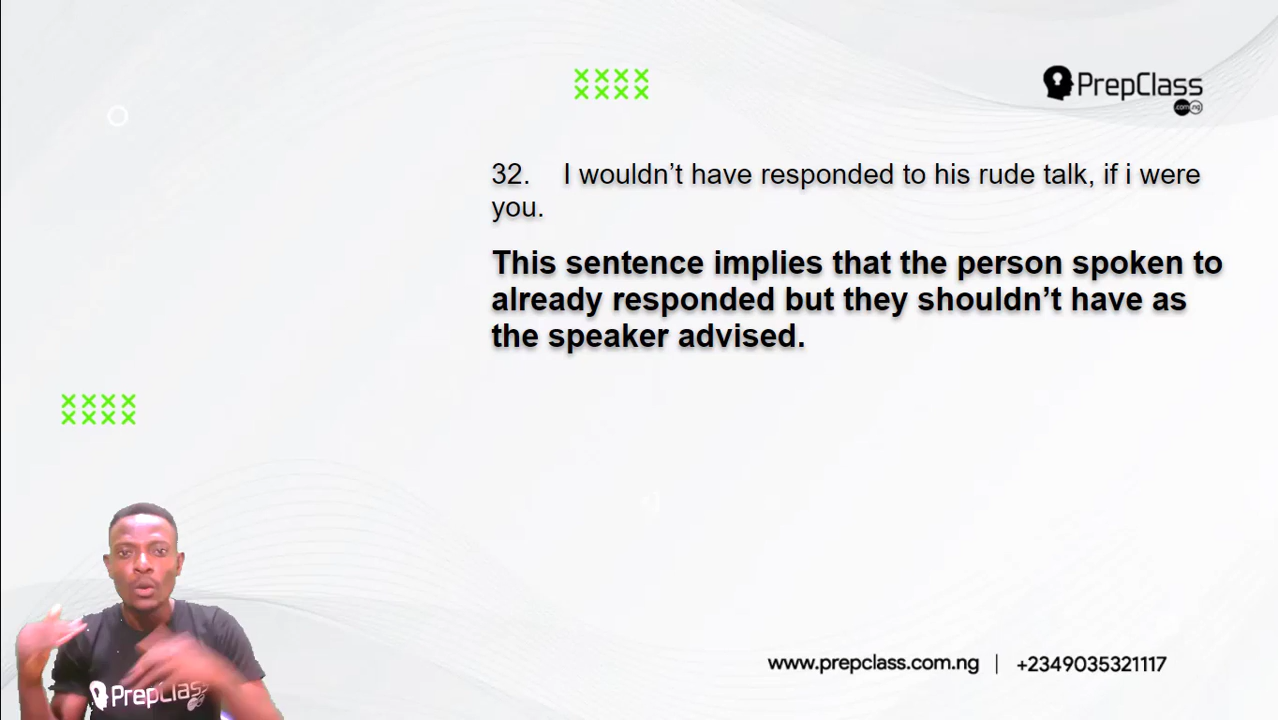 PrepClass
.com.ng
32. I wouldn’t have responded to his rude talk, if i were
you.
This sentence implies that the person spoken to
already responded but they shouldn’t have as
the speaker advised.
PrepClass
www.prepclass.com.ng | +2349035321117